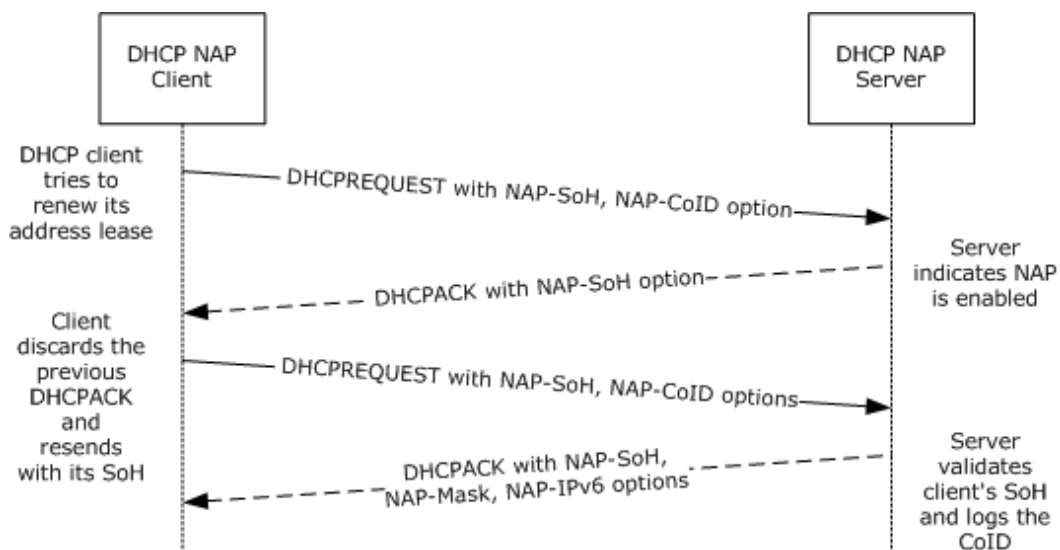 DHCP NAP
Client
DHCP NAP
Server
DHCP client
tries to
renew its
address lease
DHCPREQUEST with NAP-SoH, NAP-CoID option
Server
indicates NAP
is enabled
DHCPACK with NAP-SoH option
Client
discards the
previous
DHCPACK
and
resends
with its SoH
DHCPREQUEST with NAP-SoH, NAP-CoID options
DHCPACK with NAP-SoH,
NAP-Mask, NAP-IPv6 options
Server
validates
client's SoH
and logs the
CoID